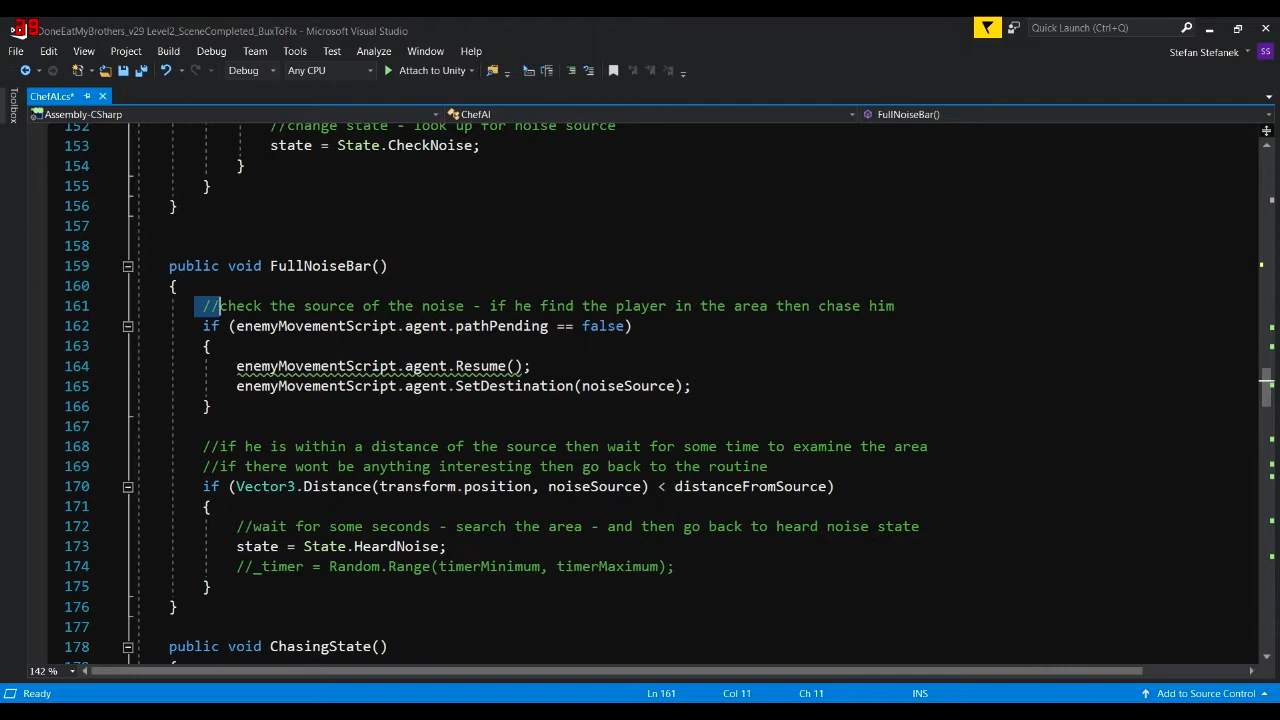 29
DoneEatMyBrothers_v29 Level2_SceneCompleted_BuxToFIx - Microsoft Visual Studio
Quick Launch (Ctrl+Q)
File Edit View Project Build Debug Team Tools Test Analyze Window Help
Stefan Stefanek SS
Debug Any CPU Attach to Unity
Toolbox
ChefAI.cs*
Assembly-CSharp ChefAI FullNoiseBar()
152 //change state - look up for noise source
153 state = State.CheckNoise;
154 }
155 }
156 }
157
158
159 public void FullNoiseBar()
160 {
161 //check the source of the noise - if he find the player in the area then chase him
162 if (enemyMovementScript.agent.pathPending == false)
163 {
164 enemyMovementScript.agent.Resume();
165 enemyMovementScript.agent.SetDestination(noiseSource);
166 }
167
168 //if he is within a distance of the source then wait for some time to examine the area
169 //if there wont be anything interesting then go back to the routine
170 if (Vector3.Distance(transform.position, noiseSource) < distanceFromSource)
171 {
172 //wait for some seconds - search the area - and then go back to heard noise state
173 state = State.HeardNoise;
174 //_timer = Random.Range(timerMinimum, timerMaximum);
175 }
176 }
177
178 public void ChasingState()
142 %
Ready Ln 161 Col 11 Ch 11 INS Add to Source Control